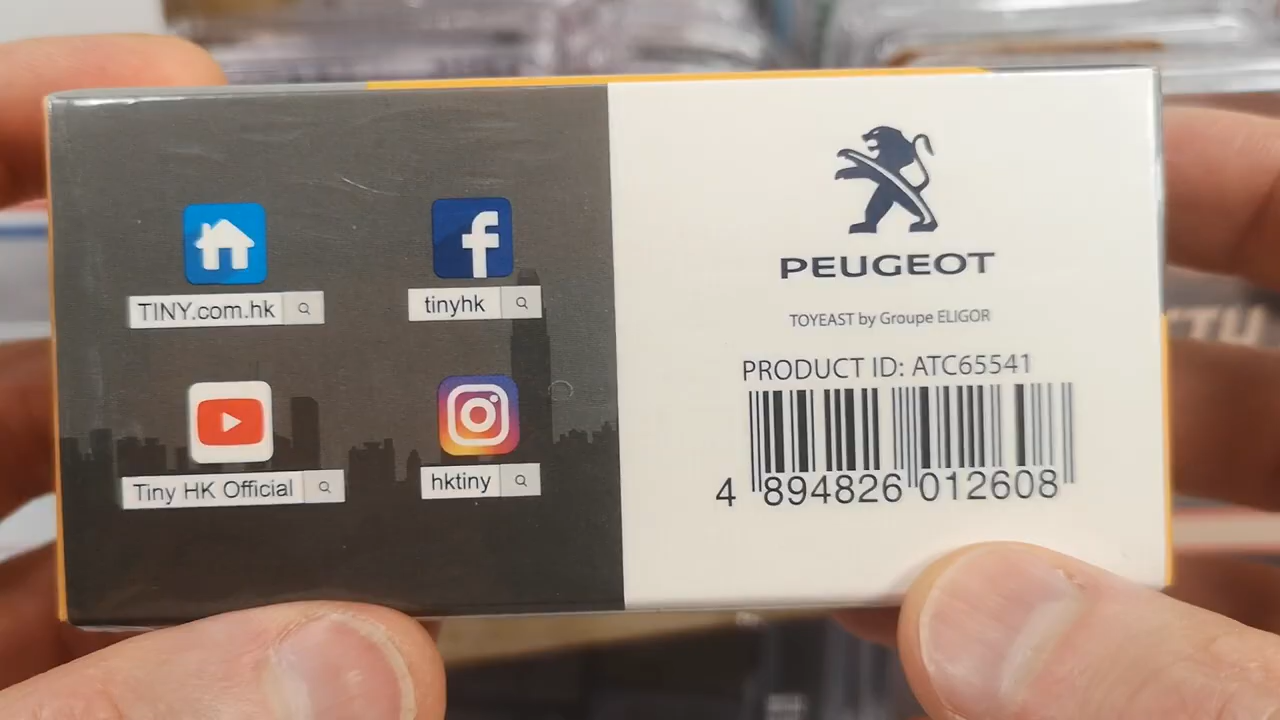 TINY.com.hk
tinyhk
Tiny HK Official
hktiny
PEUGEOT
TOYEAST by Groupe ELIGOR
PRODUCT ID: ATC65541
4 894826 012608